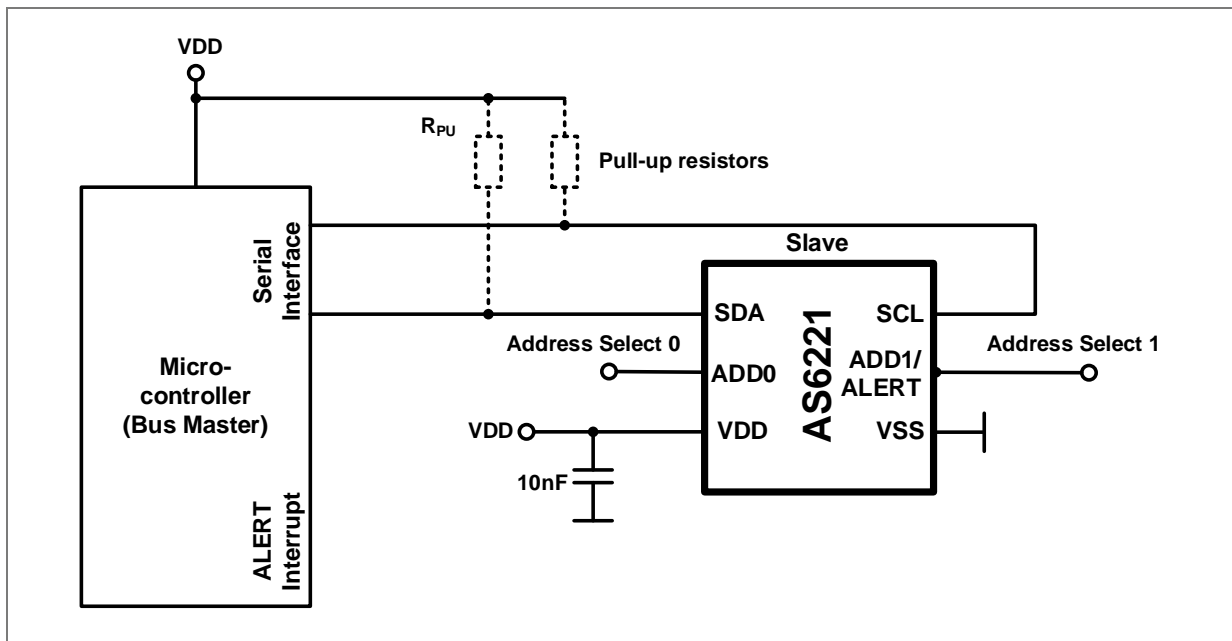 VDD
RPU
Pull-up resistors
Serial
Interface
Slave
SDA
SCL
Address Select 0
Address Select 1
ADD0
ADD1/
ALERT
AS6221
Micro-
controller
(Bus Master)
VDD
VDD
VSS
10nF
ALERT
Interrupt